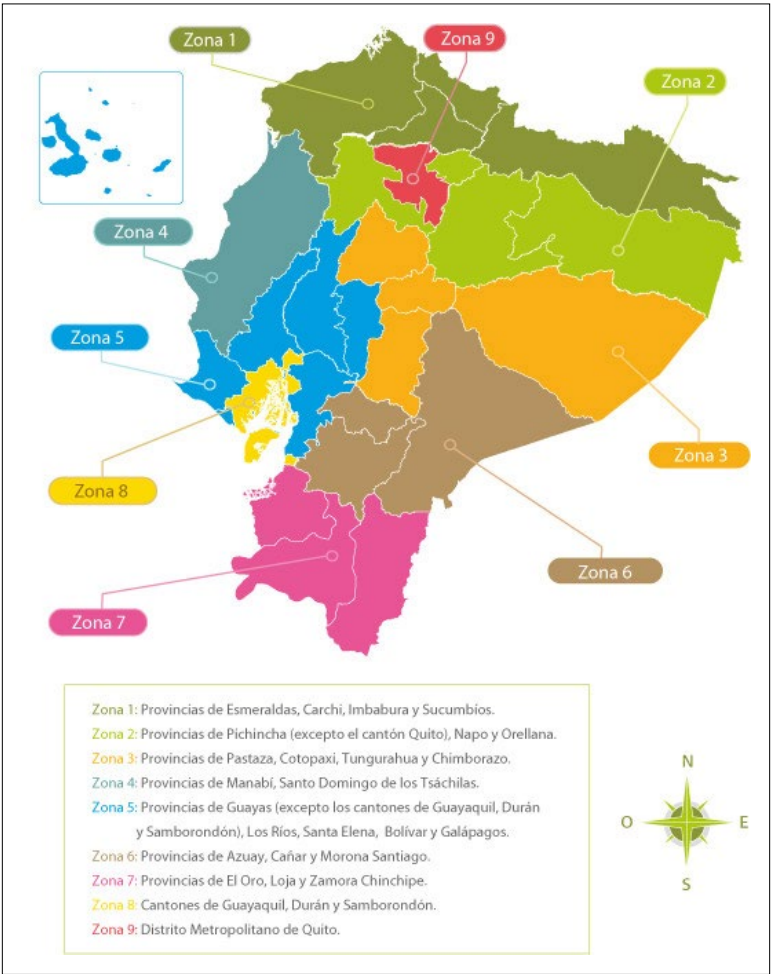 Zona 1
Zona 9
Zona 2
Zona 4
Zona 5
Zona 3
Zona 8
Zona 6
Zona 7
Zona 1: Provincias de Esmeraldas, Carchi, Imbabura y Sucumbíos.
Zona 2: Provincias de Pichincha (excepto el cantón Quito), Napo y Orellana.
Zona 3: Provincias de Pastaza, Cotopaxi, Tungurahua y Chimborazo.
Zona 4: Provincias de Manabí, Santo Domingo de los Tsáchilas.
Zona 5: Provincias de Guayas (excepto los cantones de Guayaquil, Durán
y Samborondón), Los Ríos, Santa Elena, Bolívar y Galápagos.
Zona 6: Provincias de Azuay, Cañar y Morona Santiago.
Zona 7: Provincias de El Oro, Loja y Zamora Chinchipe.
Zona 8: Cantones de Guayaquil, Durán y Samborondón.
Zona 9: Distrito Metropolitano de Quito.
N
O E
S